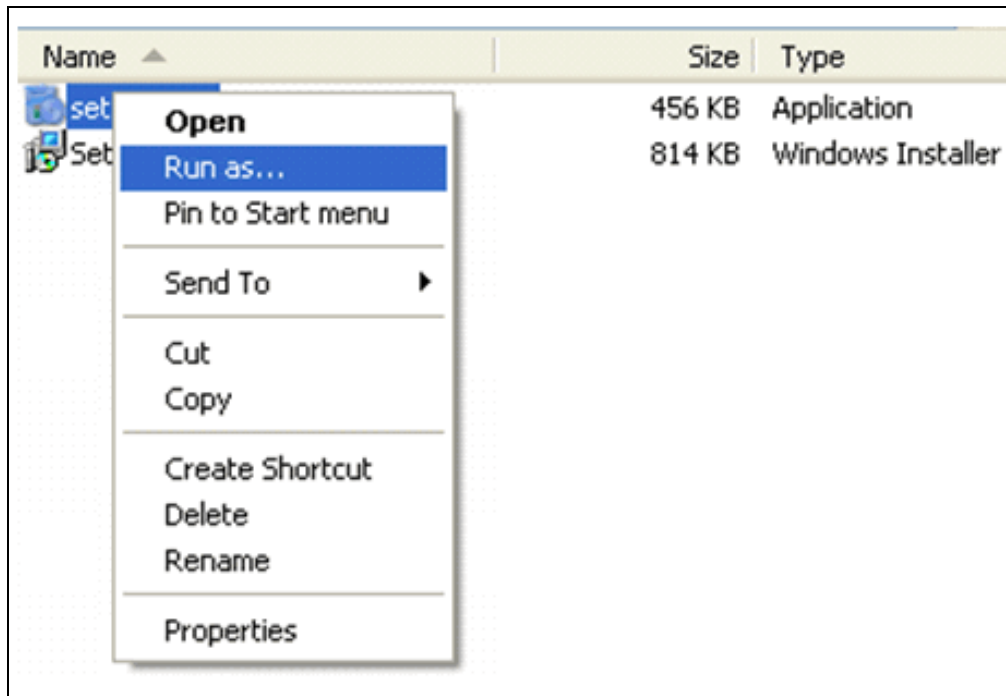 Name Size Type
set 456 KB Application
Set 814 KB Windows Installer
Open
Run as...
Pin to Start menu
Send To
Cut
Copy
Create Shortcut
Delete
Rename
Properties